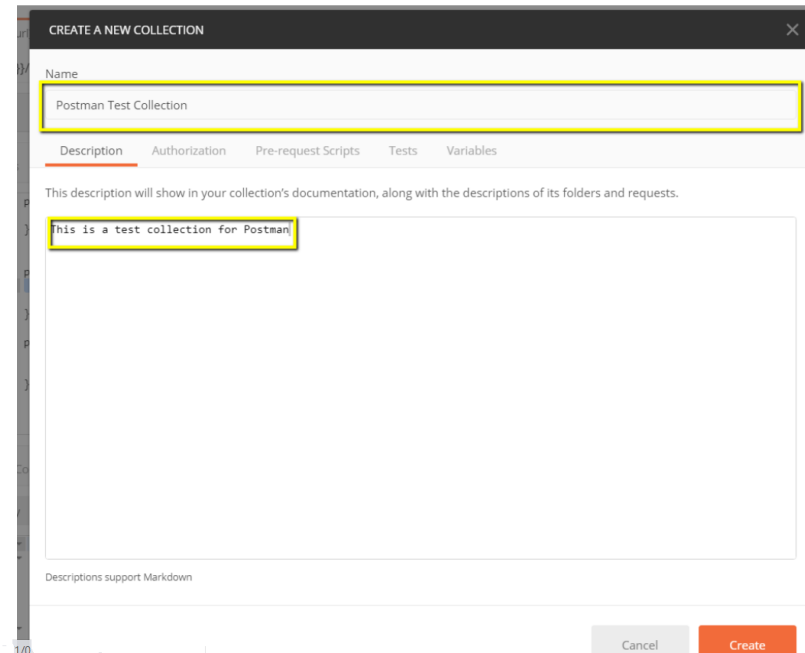 CREATE A NEW COLLECTION
Name
Postman Test Collection
Description Authorization Pre-request Scripts Tests Variables
This description will show in your collection's documentation, along with the descriptions of its folders and requests.
This is a test collection for Postman
Descriptions support Markdown
Cancel Create
1/0